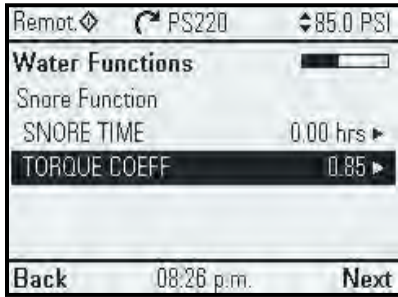 Remot. PS220 85.0 PSI
Water Functions
Snore Function
SNORE TIME 0.00 hrs
TORQUE COEFF 0.85
Back 08:26 p.m. Next